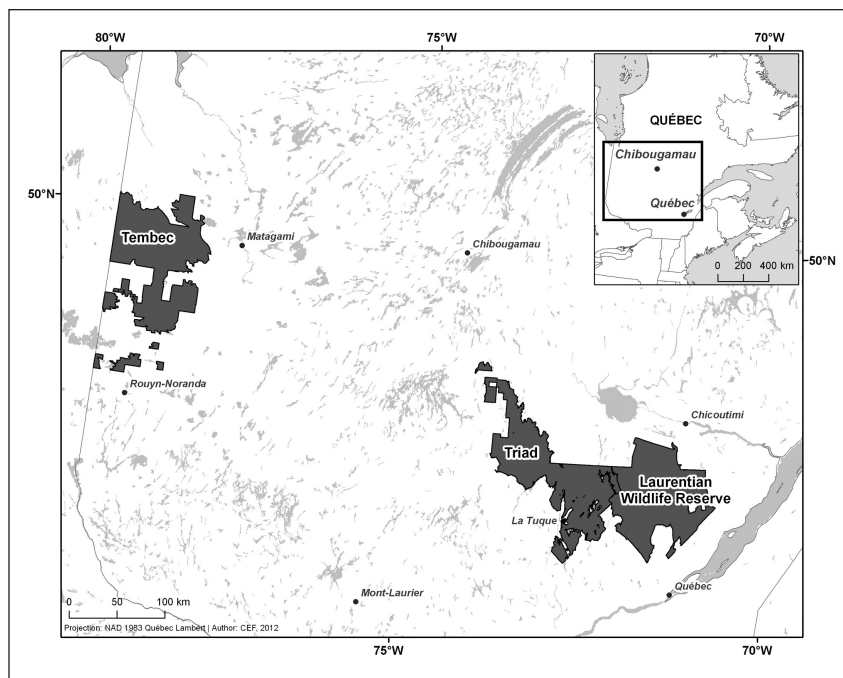 80°W
75°W
70°W
QUÉBEC
Chibougamau
Québec
0 200 400 km
50°N
50°N
Tembec
Matagami
Chibougamau
Rouyn-Noranda
Chicoutimi
Triad
Laurentian
Wildlife Reserve
La Tuque
Québec
Mont-Laurier
0 50 100 km
Projection: NAD 1983 Québec Lambert | Author: CEF, 2012
75°W
70°W